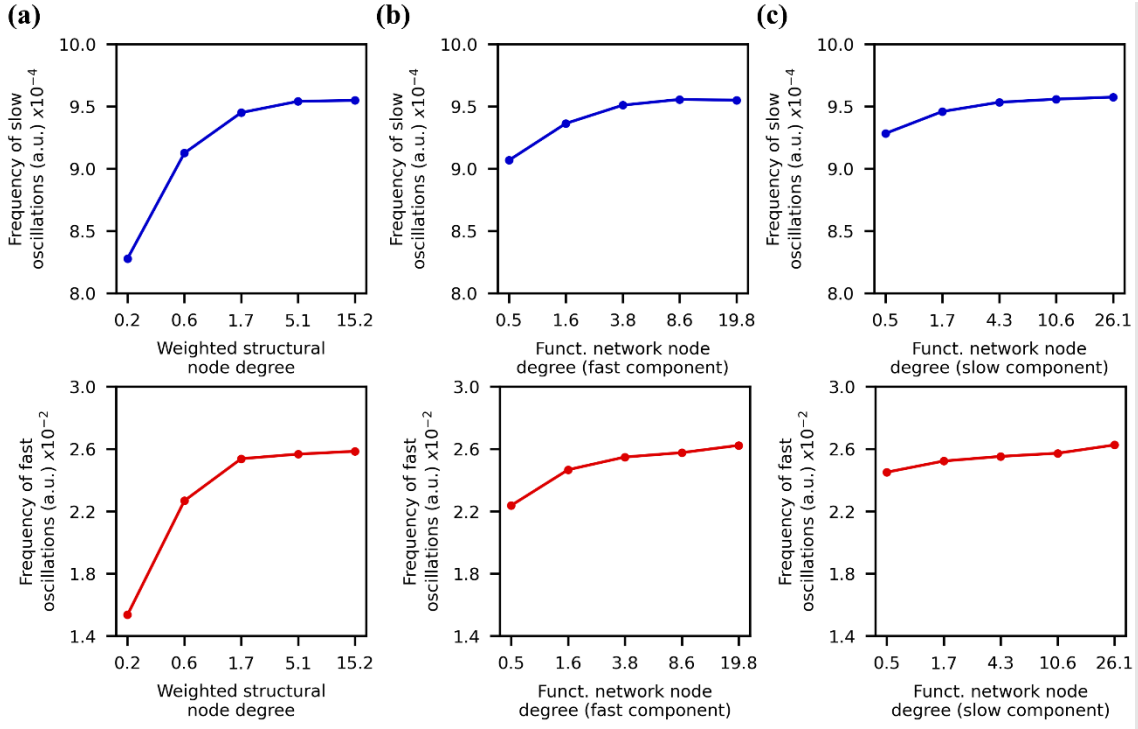 (a)
(b)
(c)
Frequency of slow
oscillations (a.u.) x10⁻⁴
10.0
9.5
9.0
8.5
8.0
0.2 0.6 1.7 5.1 15.2
Weighted structural
node degree
Frequency of slow
oscillations (a.u.) x10⁻⁴
10.0
9.5
9.0
8.5
8.0
0.5 1.6 3.8 8.6 19.8
Funct. network node
degree (fast component)
Frequency of slow
oscillations (a.u.) x10⁻⁴
10.0
9.5
9.0
8.5
8.0
0.5 1.7 4.3 10.6 26.1
Funct. network node
degree (slow component)
Frequency of fast
oscillations (a.u.) x10⁻²
3.0
2.6
2.2
1.8
1.4
0.2 0.6 1.7 5.1 15.2
Weighted structural
node degree
Frequency of fast
oscillations (a.u.) x10⁻²
3.0
2.6
2.2
1.8
1.4
0.5 1.6 3.8 8.6 19.8
Funct. network node
degree (fast component)
Frequency of fast
oscillations (a.u.) x10⁻²
3.0
2.6
2.2
1.8
1.4
0.5 1.7 4.3 10.6 26.1
Funct. network node
degree (slow component)